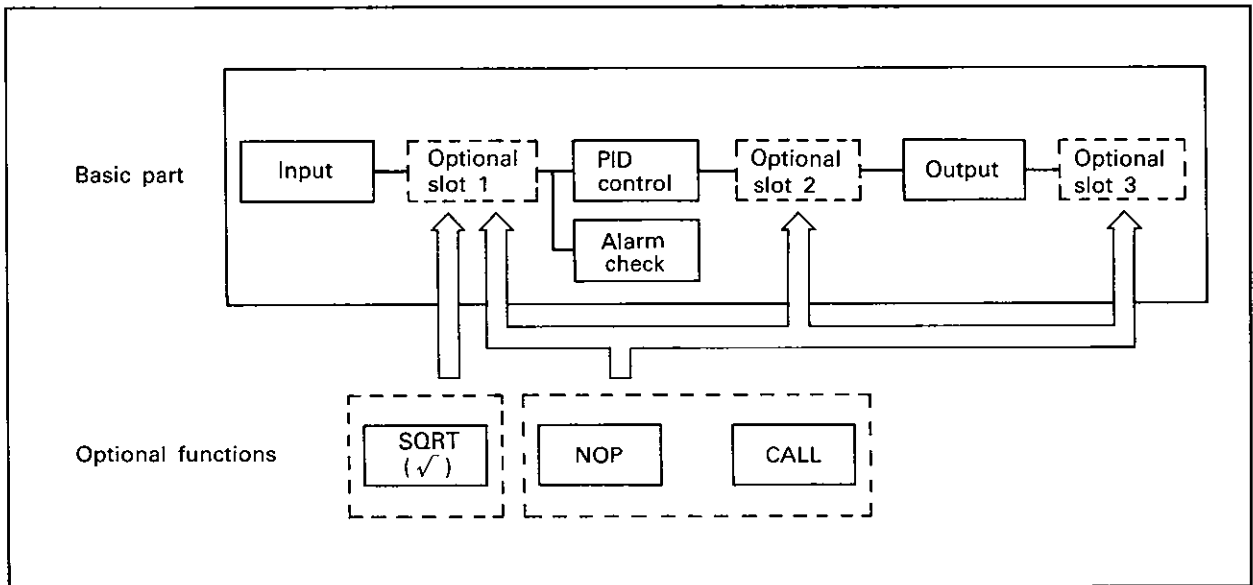 Basic part
Input
Optional
slot 1
PID
control
Alarm
check
Optional
slot 2
Output
Optional
slot 3
Optional functions
SQRT
(√)
NOP
CALL